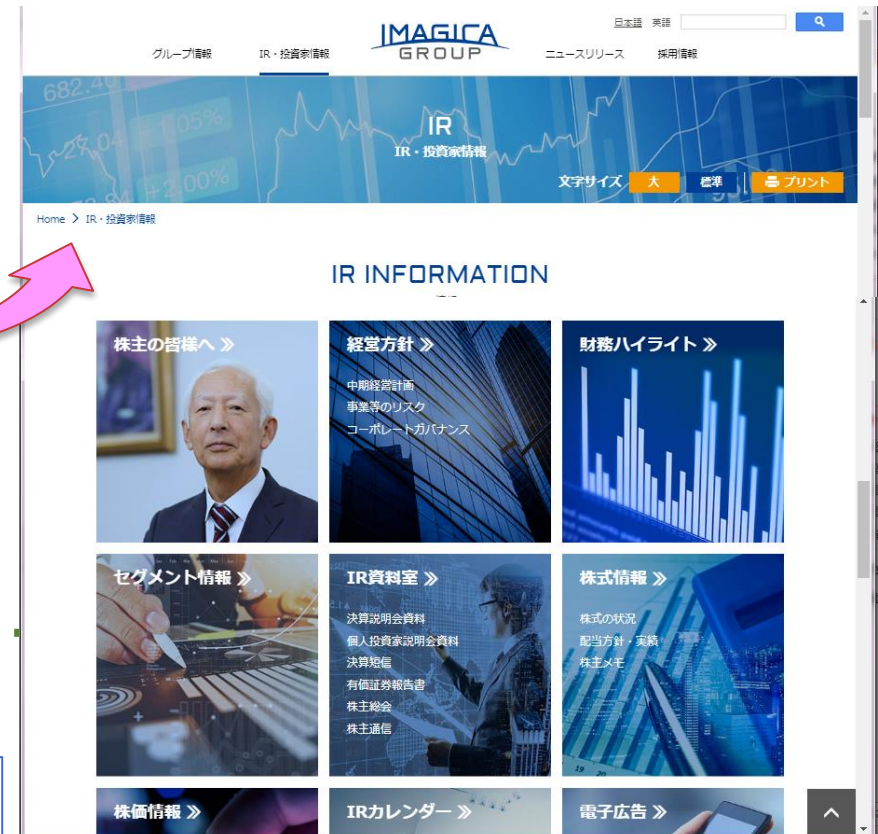 日本語 英語
IMAGICA
GROUP
グループ情報 IR・投資家情報 ニュースリリース 採用情報
682.40
1.05%
+2.00%
IR
IR・投資家情報
文字サイズ 大 標準 プリント
Home > IR・投資家情報
IR INFORMATION
株主の皆様へ
経営方針
中期経営計画
事業等のリスク
コーポレートガバナンス
財務ハイライト
セグメント情報
IR資料室
決算説明会資料
個人投資家説明会資料
決算短信
有価証券報告書
株主総会
株主通信
株式情報
株式の状況
配当方針・実績
株主メモ
株価情報
IRカレンダー
電子広告